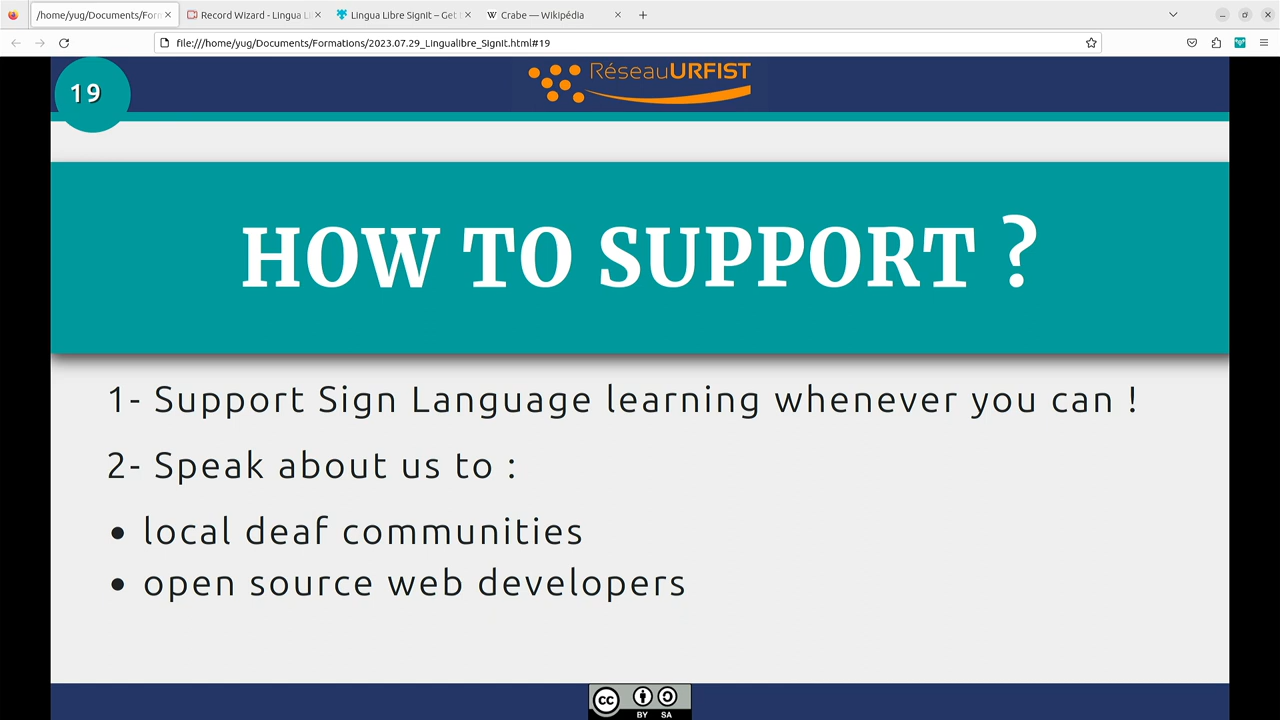 /home/yug/Documents/For
Record Wizard - Lingua Li
Lingua Libre SignIt – Get
Crabe — Wikipédia
file:///home/yug/Documents/Formations/2023.07.29_Lingualibre_SignIt.html#19
19
RéseauURFIST
HOW TO SUPPORT ?
1- Support Sign Language learning whenever you can !
2- Speak about us to :
• local deaf communities
• open source web developers
cc BY SA